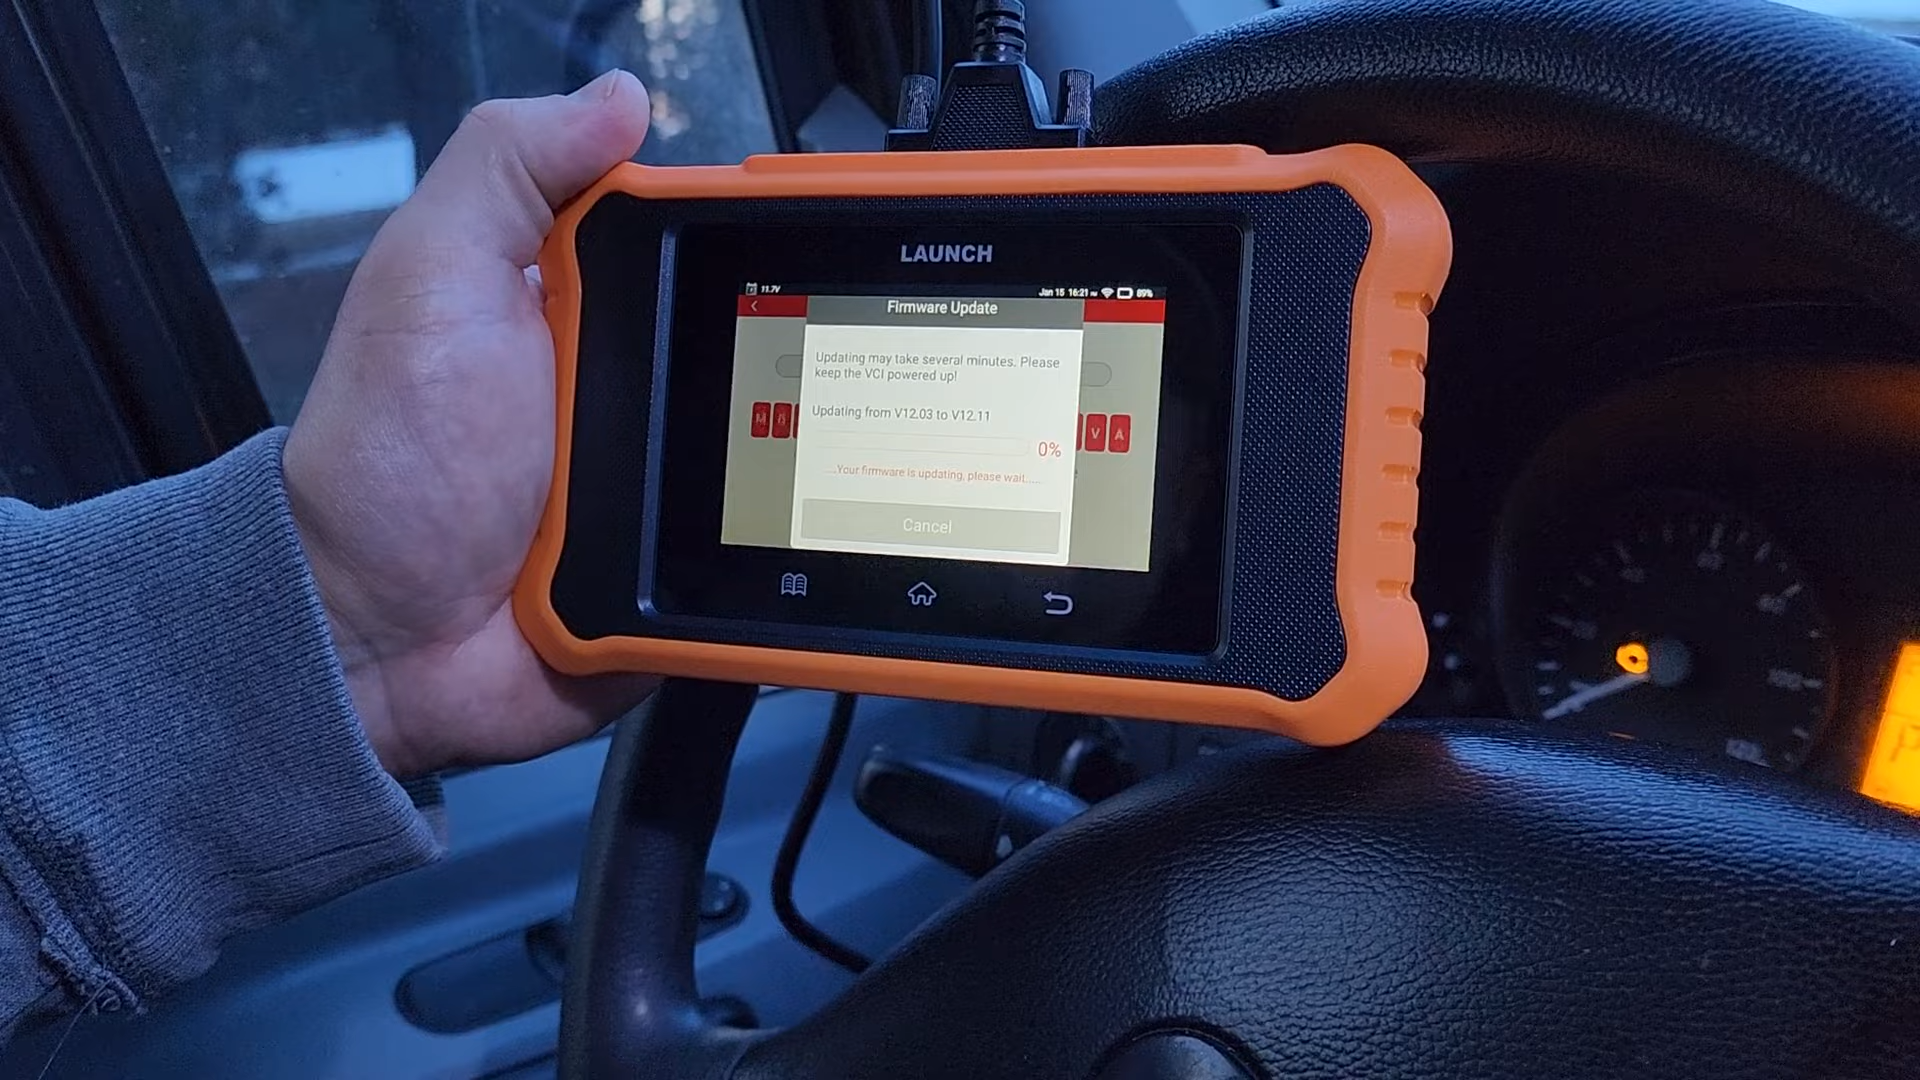 LAUNCH
11.7V
Jan 15 16:21
89%
Firmware Update
Updating may take several minutes. Please
keep the VCI powered up!
Updating from V12.03 to V12.11
0%
....Your firmware is updating, please wait......
V A
Cancel